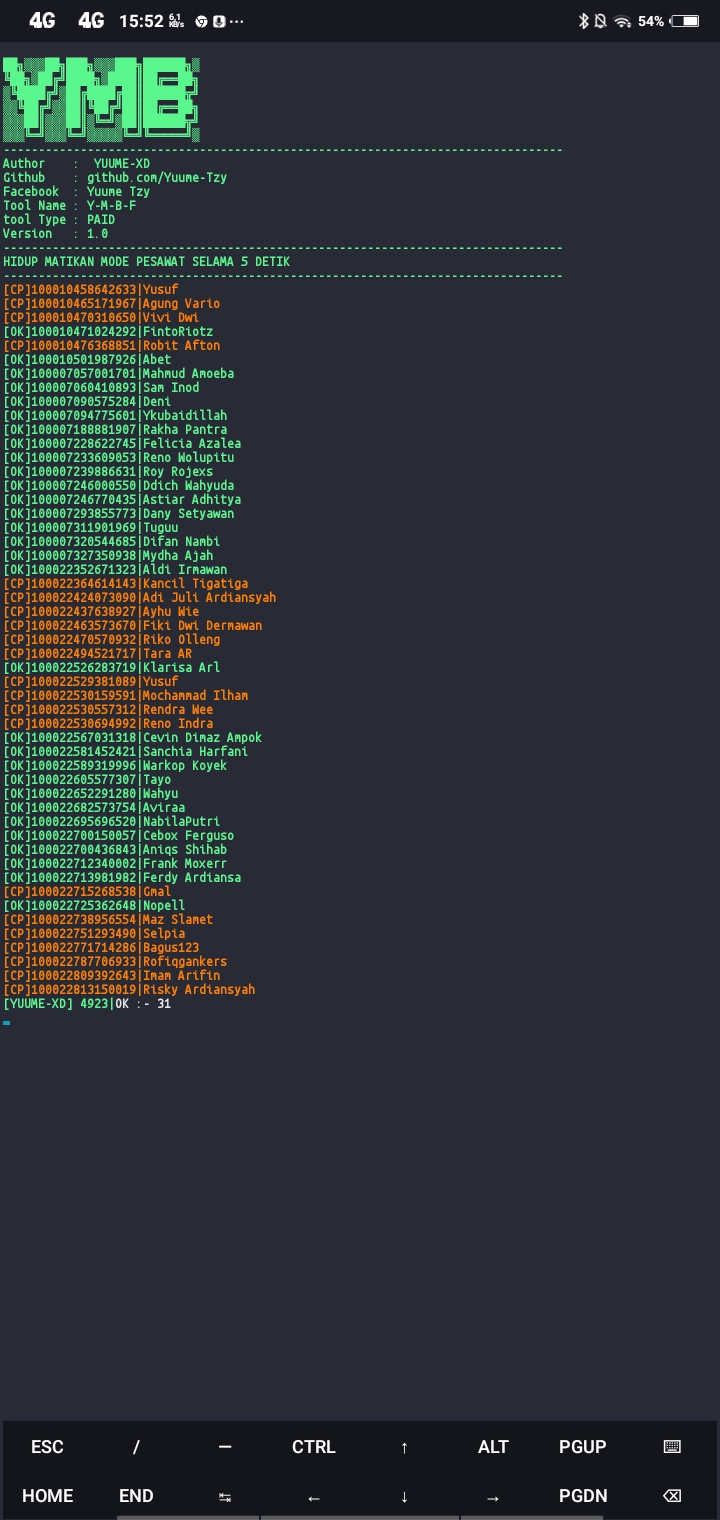 4G 4G 15:52 6.1 KB/s ··· 54%
YMB
---------------------------------------------------------------------------------
Author : YUUME-XD
Github : github.com/Yuume-Tzy
Facebook : Yuume Tzy
Tool Name : Y-M-B-F
tool Type : PAID
Version : 1.0
---------------------------------------------------------------------------------
HIDUP MATIKAN MODE PESAWAT SELAMA 5 DETIK
---------------------------------------------------------------------------------
[CP]100010458642633|Yusuf
[CP]100010465171967|Agung Vario
[CP]100010470310650|Vivi Dwi
[OK]100010471024292|FintoRiotz
[CP]100010476368851|Robit Afton
[OK]100010501987926|Abet
[OK]100007057001701|Mahmud Amoeba
[OK]100007060410893|Sam Inod
[OK]100007090575284|Deni
[OK]100007094775601|Ykubaidillah
[OK]100007188881907|Rakha Pantra
[OK]100007228622745|Felicia Azalea
[OK]100007233609053|Reno Wolupitu
[OK]100007239886631|Roy Rojexs
[OK]100007246000550|Ddich Wahyuda
[OK]100007246770435|Astiar Adhitya
[OK]100007293855773|Dany Setyawan
[OK]100007311901969|Tuguu
[OK]100007320544685|Difan Nambi
[OK]100007327350938|Mydha Ajah
[OK]100022352671323|Aldi Irmawan
[CP]100022364614143|Kancil Tigatiga
[CP]100022424073090|Adi Juli Ardiansyah
[CP]100022437638927|Ayhu Wie
[CP]100022463573670|Fiki Dwi Dermawan
[CP]100022470570932|Riko Olleng
[CP]100022494521717|Tara AR
[OK]100022526283719|Klarisa Arl
[CP]100022529381089|Yusuf
[CP]100022530159591|Mochammad Ilham
[CP]100022530557312|Rendra Wee
[CP]100022530694992|Reno Indra
[OK]100022567031318|Cevin Dimaz Ampok
[OK]100022581452421|Sanchia Harfani
[OK]100022589319996|Warkop Koyek
[OK]100022605577307|Tayo
[OK]100022652291280|Wahyu
[OK]100022682573754|Aviraa
[OK]100022695696520|NabilaPutri
[OK]100022700150057|Cebox Ferguso
[OK]100022700436843|Aniqs Shihab
[OK]100022712340002|Frank Moxerr
[OK]100022713981982|Ferdy Ardiansa
[CP]100022715268538|Gmal
[OK]100022725362648|Nopell
[CP]100022738956554|Maz Slamet
[CP]100022751293490|Selpia
[CP]100022771714286|Bagus123
[CP]100022787706933|Rofiqgankers
[CP]100022809392643|Imam Arifin
[CP]100022813150019|Risky Ardiansyah
[YUUME-XD] 4923|OK :- 31
ESC / — CTRL ↑ ALT PGUP
HOME END ↹ ← ↓ → PGDN